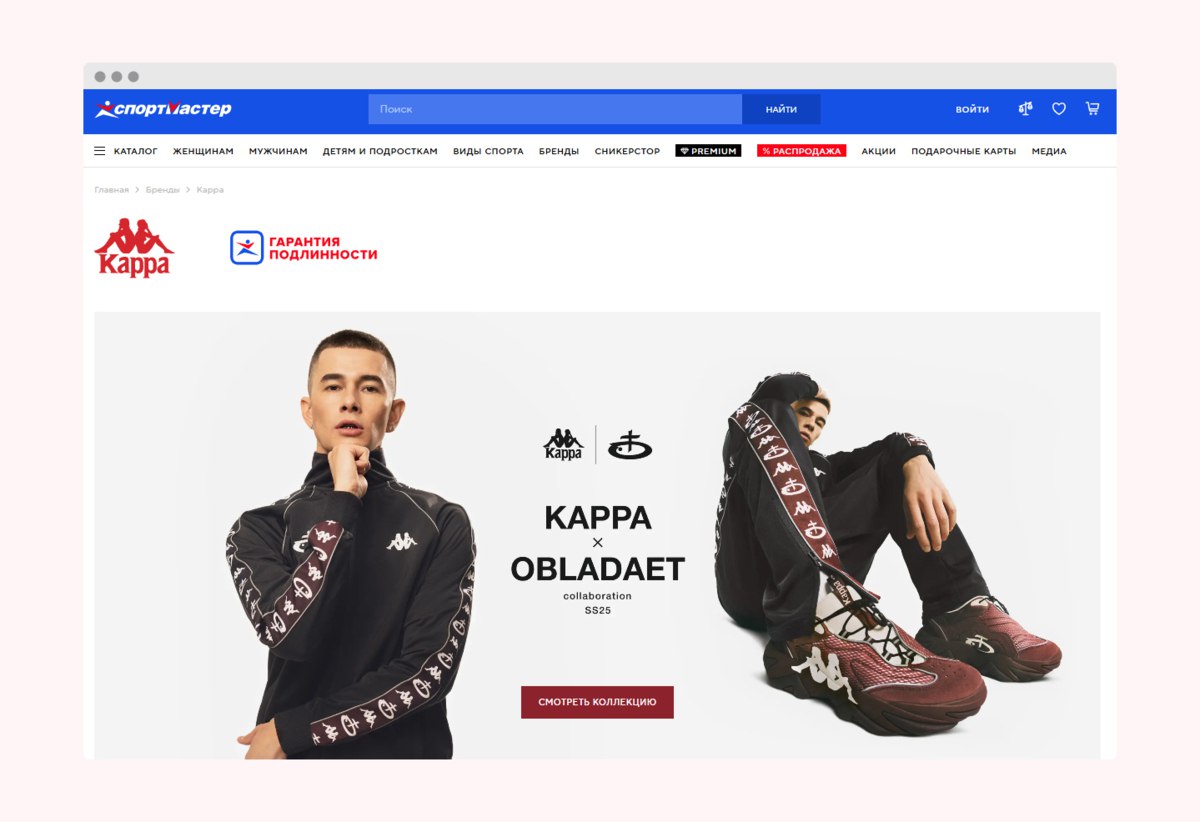 спортмастер
Поиск
НАЙТИ
ВОЙТИ
КАТАЛОГ
ЖЕНЩИНАМ
МУЖЧИНАМ
ДЕТЯМ И ПОДРОСТКАМ
ВИДЫ СПОРТА
БРЕНДЫ
СНИКЕРСТОР
PREMIUM
% РАСПРОДАЖА
АКЦИИ
ПОДАРОЧНЫЕ КАРТЫ
МЕДИА
Главная > Бренды > Kappa
Kappa
ГАРАНТИЯ
ПОДЛИННОСТИ
Kappa
KAPPA
×
OBLADAET
collaboration
SS25
СМОТРЕТЬ КОЛЛЕКЦИЮ
Kappa